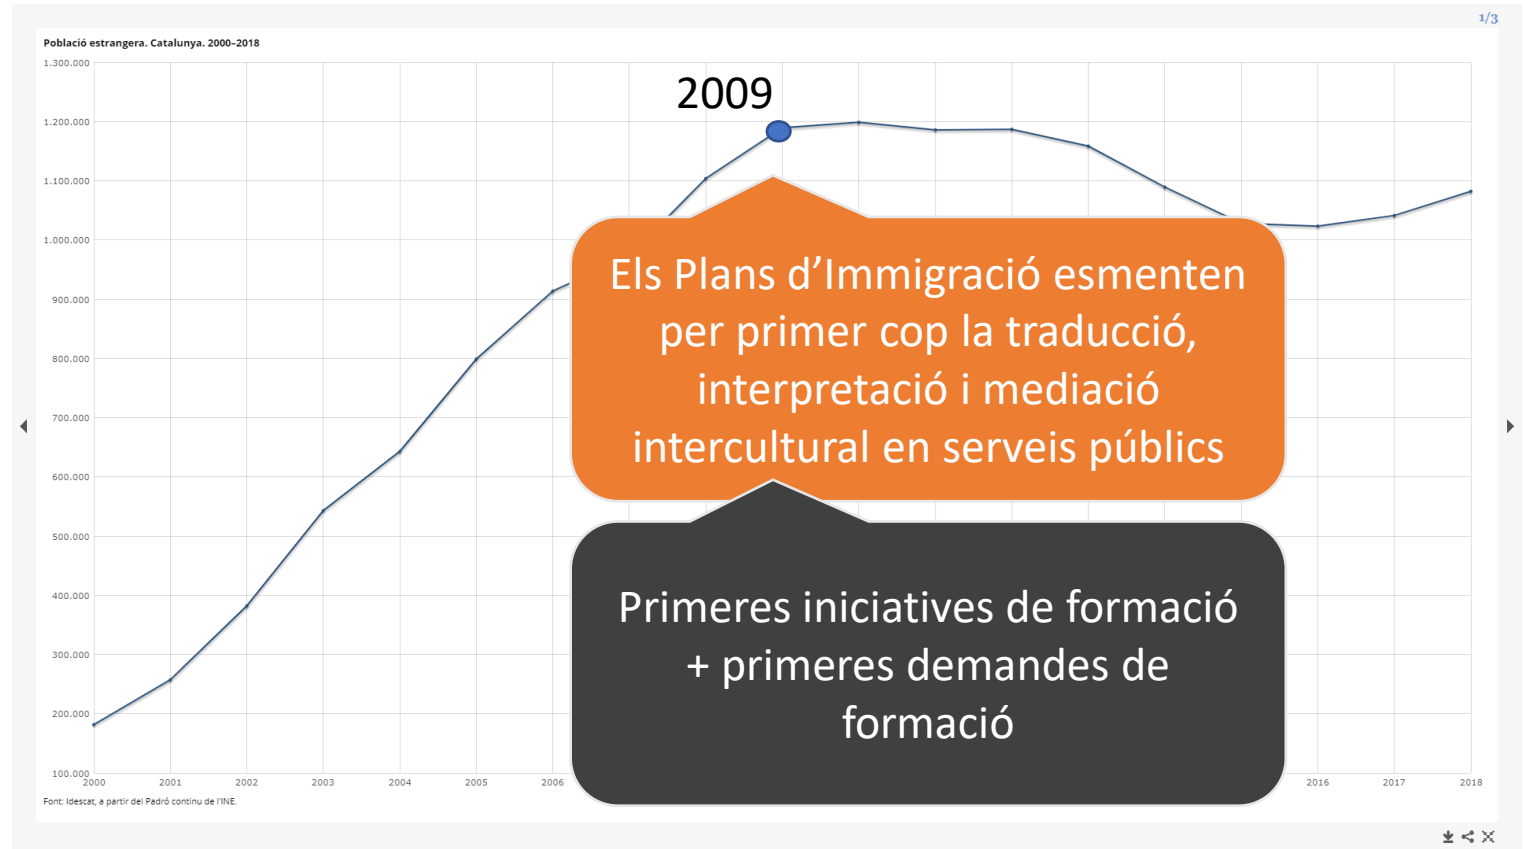 1/3
Població estrangera. Catalunya. 2000–2018
1.300.000
2009
1.200.000
1.100.000
1.000.000
Els Plans d’Immigració esmenten
per primer cop la traducció,
interpretació i mediació
intercultural en serveis públics
900.000
800.000
700.000
600.000
500.000
Primeres iniciatives de formació
+ primeres demandes de
formació
400.000
300.000
200.000
100.000
2000 2001 2002 2003 2004 2005 2006 2016 2017 2018
Font: Idescat, a partir del Padró continu de l'INE.